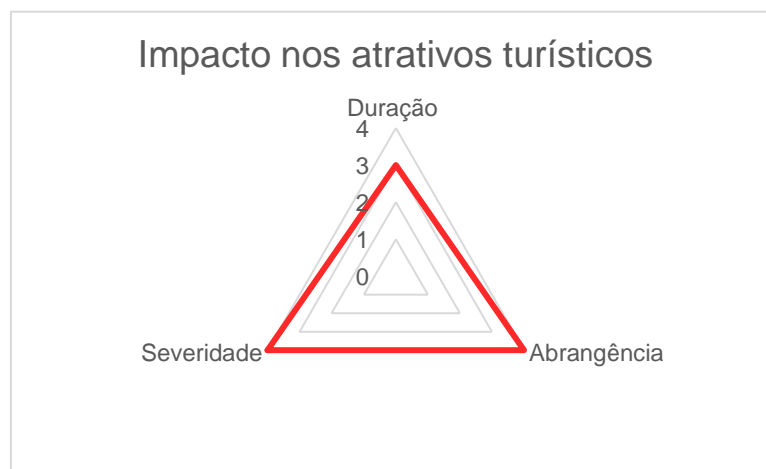 Impacto nos atrativos turísticos
Duração
4
3
2
1
0
Severidade
Abrangência